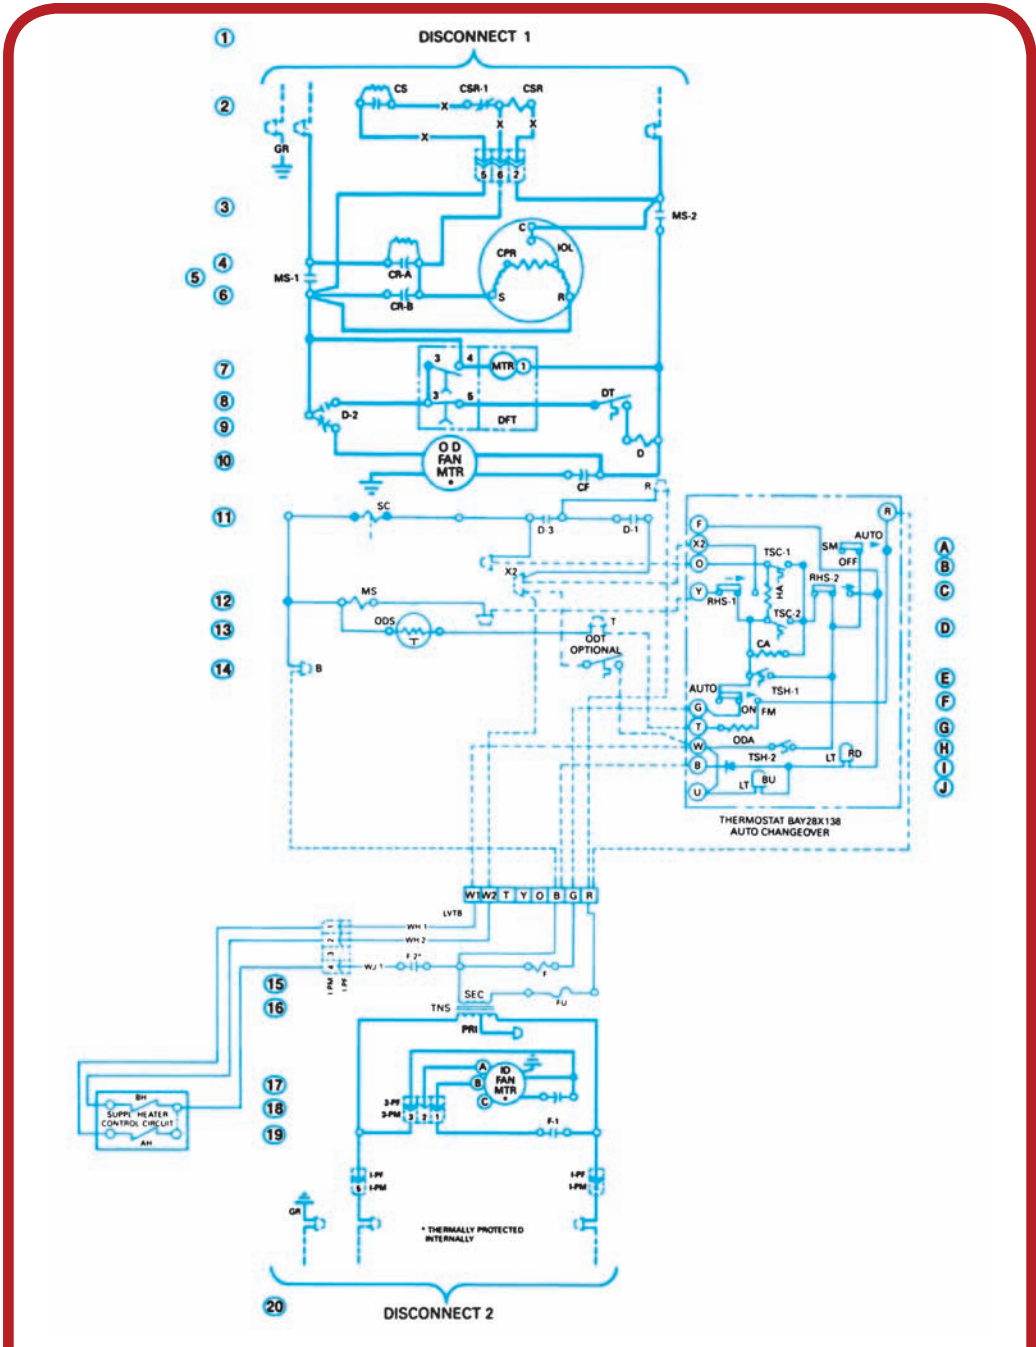 1
DISCONNECT 1
2
CS
CSR-1
CSR
X
X
X
X
GR
5 6 2
3
MS-2
C
4
IOL
CPR
5
MS-1
CR-A
6
S
R
CR-B
7
3
4
MTR
1
8
3
5
DT
D-2
DFT
9
10
O D
FAN
MTR
*
D
CF
R
11
SC
D-3
D-1
R
F
AUTO
X2
SM
OFF
TSC-1
A
O
B
X2
RHS-2
Y
RHS-1
HA
C
12
MS
TSC-2
13
ODS
T
T
D
ODT
OPTIONAL
CA
14
B
E
TSH-1
AUTO
ON
FM
F
G
T
G
W
ODA
H
TSH-2
LT
RD
B
I
LT
BU
U
J
THERMOSTAT BAY28X138
AUTO CHANGEOVER
W1 W2 T Y O B G R
LVTB
1
WH 1
2
WH 2
3
F-2*
4
WJ 1
F
15
I-PM
I-PF
SEC
FU
16
TNS
PRI
17
A
ID
FAN
MTR
*
B
BH
18
SUPPL HEATER
CONTROL CIRCUIT
3-PF
3-PM
C
3 2 1
19
AH
F-1
I-PF
I-PM
I-PF
I-PM
GR
* THERMALLY PROTECTED
INTERNALLY
20
DISCONNECT 2